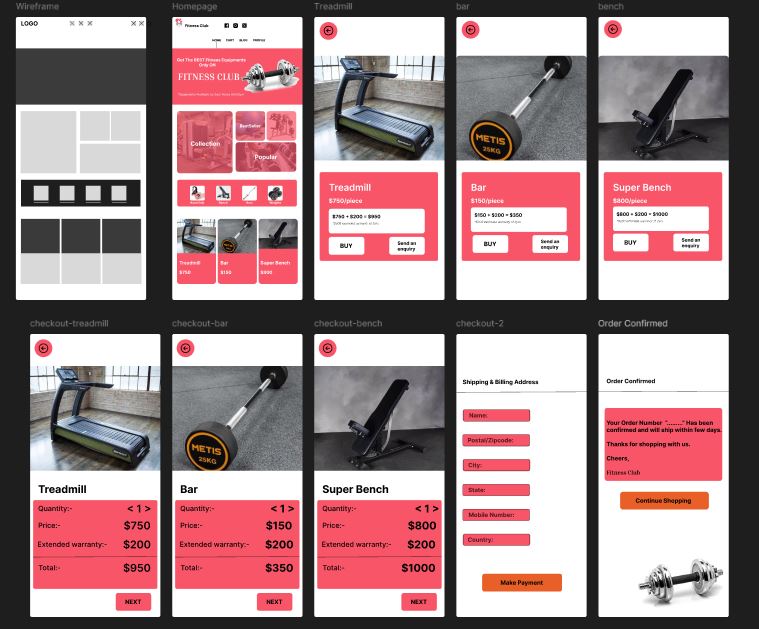 Wireframe
LOGO
Homepage
Fitness Club
HOME CART BLOG PROFILE
Get The BEST Fitness Equipments
Only ON
FITNESS CLUB
Collection
BestSeller
Popular
Treadmill
$750
Bar
$150
Super Bench
$800
Treadmill
Treadmill
$750/piece
$750 + $200 = $950
BUY
Send an
enquiry
bar
METIS
25KG
Bar
$150/piece
$150 + $200 = $350
BUY
Send an
enquiry
bench
Super Bench
$800/piece
$800 + $200 = $1000
BUY
Send an
enquiry
checkout-treadmill
Treadmill
Quantity:- < 1 >
Price:- $750
Extended warranty:- $200
Total:- $950
NEXT
checkout-bar
METIS
25KG
Bar
Quantity:- < 1 >
Price:- $150
Extended warranty:- $200
Total:- $350
NEXT
checkout-bench
Super Bench
Quantity:- < 1 >
Price:- $800
Extended warranty:- $200
Total:- $1000
NEXT
checkout-2
Shipping & Billing Address
Name:
Postal/Zipcode:
City:
State:
Mobile Number:
Country:
Make Payment
Order Confirmed
Order Confirmed
Your Order Number "........." Has been
confirmed and will ship within few days.
Thanks for shopping with us.
Cheers,
Fitness Club
Continue Shopping